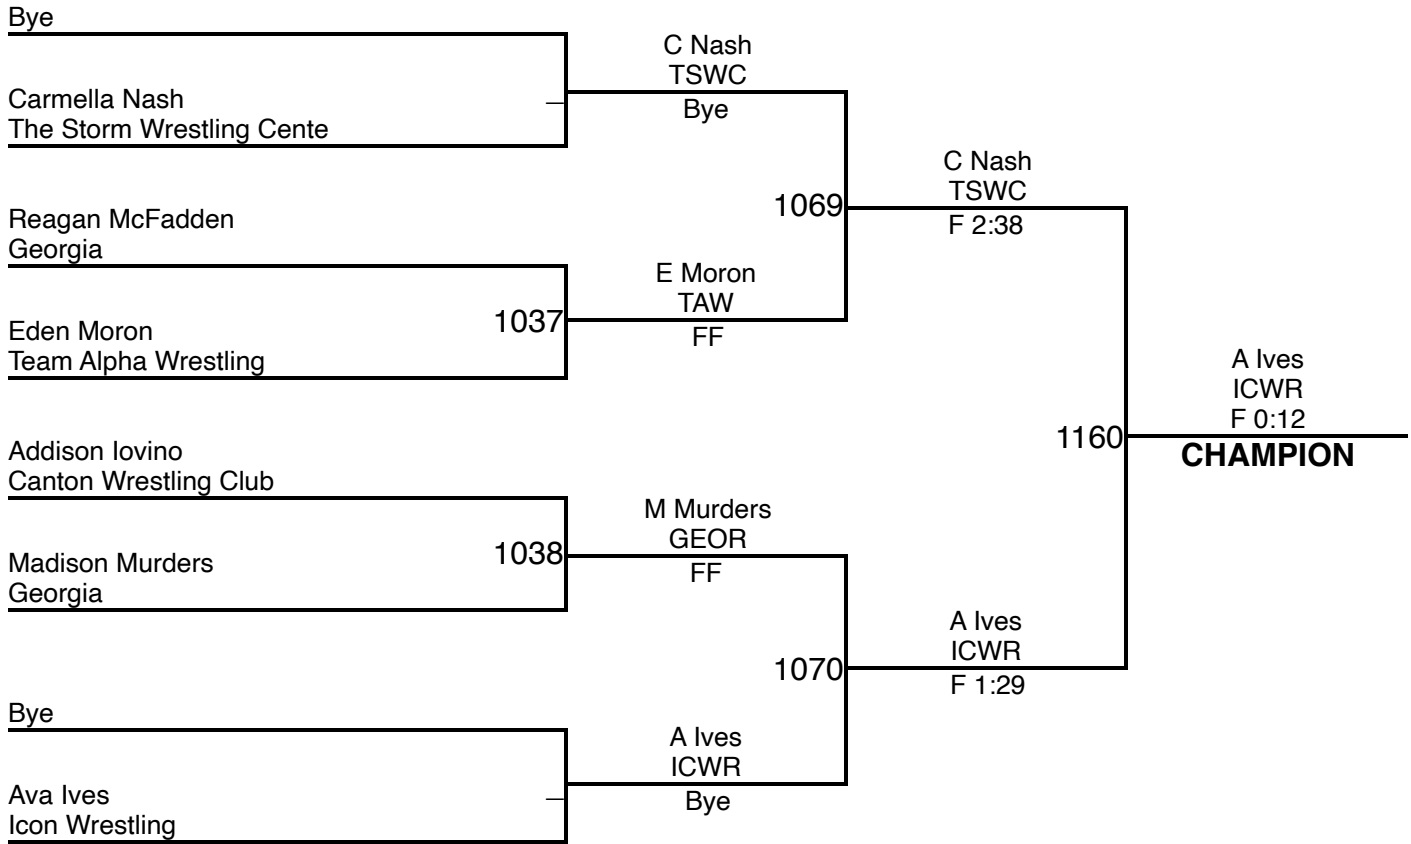 Bye
Carmella Nash
The Storm Wrestling Cente
C Nash
TSWC
Bye
Reagan McFadden
Georgia
Eden Moron
Team Alpha Wrestling
1037
E Moron
TAW
FF
1069
C Nash
TSWC
F 2:38
Addison Iovino
Canton Wrestling Club
Madison Murders
Georgia
1038
M Murders
GEOR
FF
Bye
Ava Ives
Icon Wrestling
A Ives
ICWR
Bye
1070
A Ives
ICWR
F 1:29
1160
A Ives
ICWR
F 0:12
CHAMPION